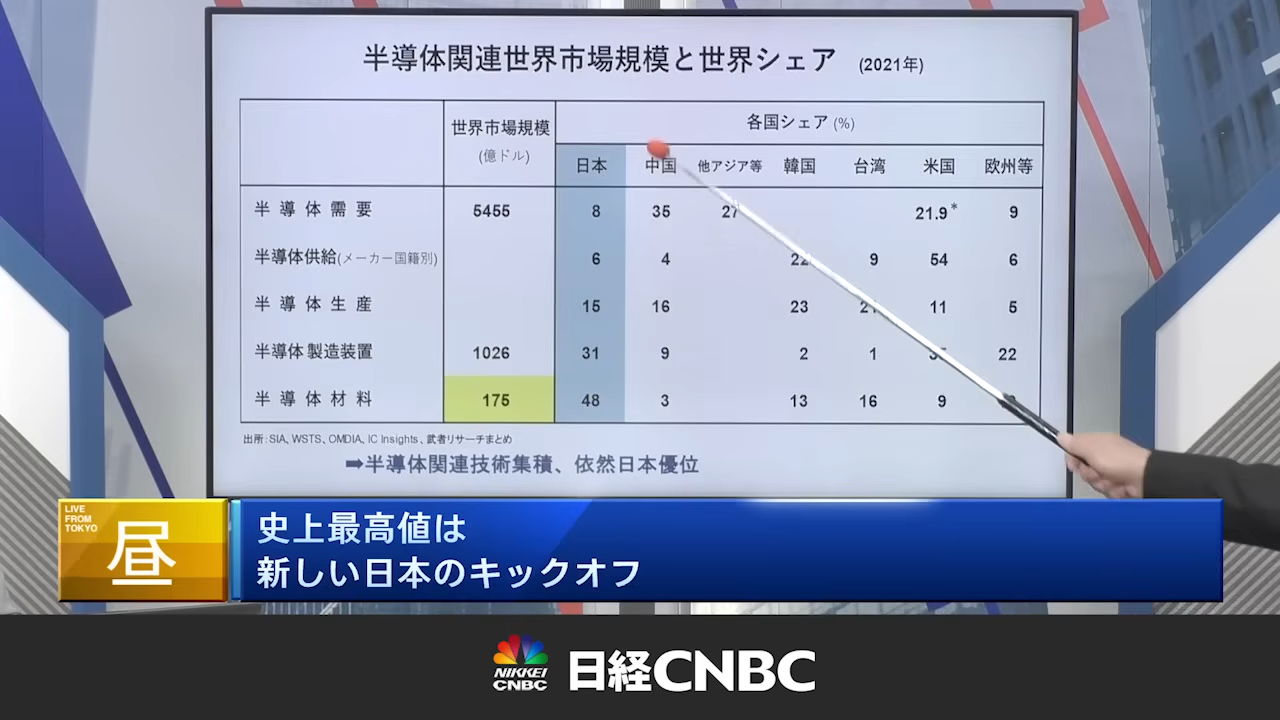 半導体関連世界市場規模と世界シェア (2021年)
世界市場規模 (億ドル) 各国シェア (%)
日本 中国 他アジア等 韓国 台湾 米国 欧州等
半導体需要 5455 8 35 27 21.9* 9
半導体供給(メーカー国籍別) 6 4 22 9 54 6
半導体生産 15 16 23 11 5
半導体製造装置 1026 31 9 2 1 22
半導体材料 175 48 3 13 16 9
出所:SIA、WSTS、OMDIA、IC Insights、武者リサーチまとめ
➡半導体関連技術集積、依然日本優位
LIVE
FROM
TOKYO
昼
史上最高値は
新しい日本のキックオフ
NIKKEI
CNBC
日経CNBC